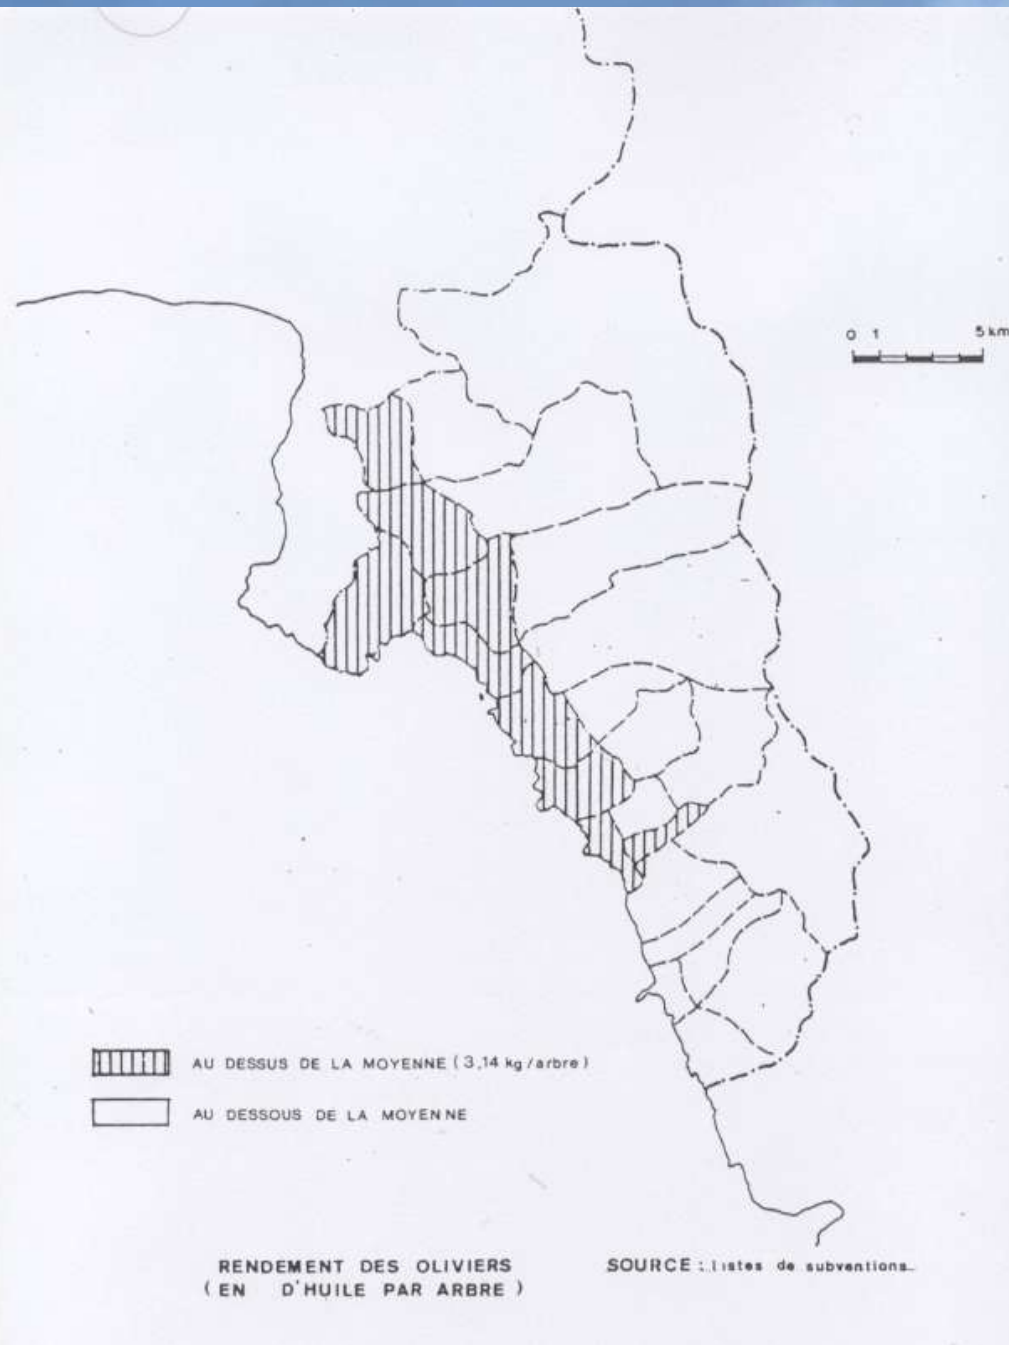 0 1 5 km
AU DESSUS DE LA MOYENNE (3,14 kg/arbre)
AU DESSOUS DE LA MOYENNE
RENDEMENT DES OLIVIERS
(EN D'HUILE PAR ARBRE)
SOURCE : Listes de subventions.